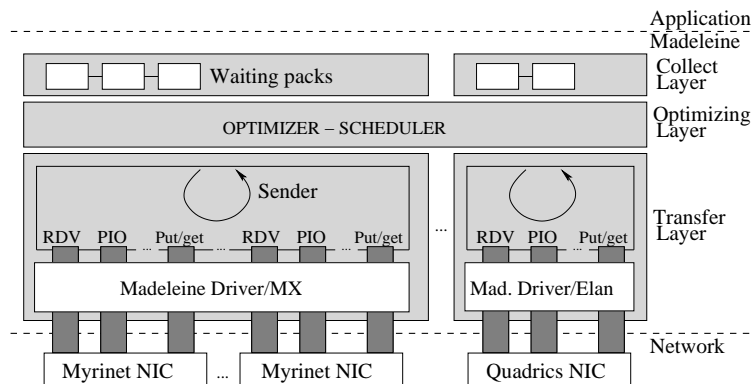 Application
Madeleine
Waiting packs
Collect
Layer
OPTIMIZER – SCHEDULER
Optimizing
Layer
Sender
RDV PIO ... Put/get ... RDV PIO ... Put/get ... RDV PIO ... Put/get
Transfer
Layer
Madeleine Driver/MX Mad. Driver/Elan
Network
Myrinet NIC ... Myrinet NIC Quadrics NIC